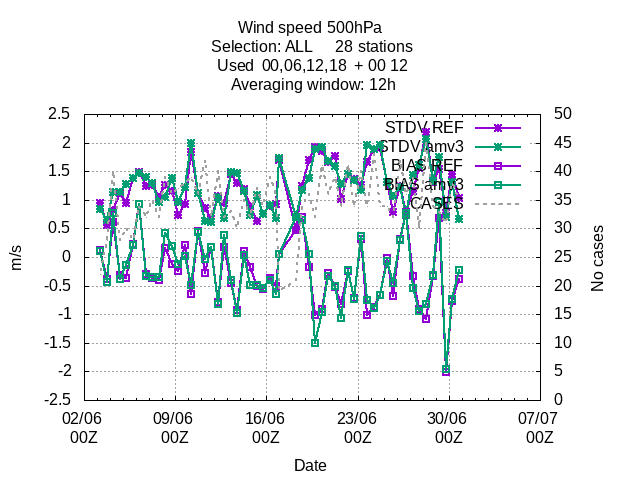 Wind speed 500hPa
Selection: ALL 28 stations
Used 00,06,12,18 + 00 12
Averaging window: 12h
2.5
2
1.5
1
0.5
0
-0.5
-1
-1.5
-2
-2.5
m/s
50
45
40
35
30
25
20
15
10
5
0
No cases
STDV REF
STDV amv3
BIAS REF
BIAS amv3
CASES
02/06 09/06 16/06 23/06 30/06 07/07
00Z 00Z 00Z 00Z 00Z 00Z
Date